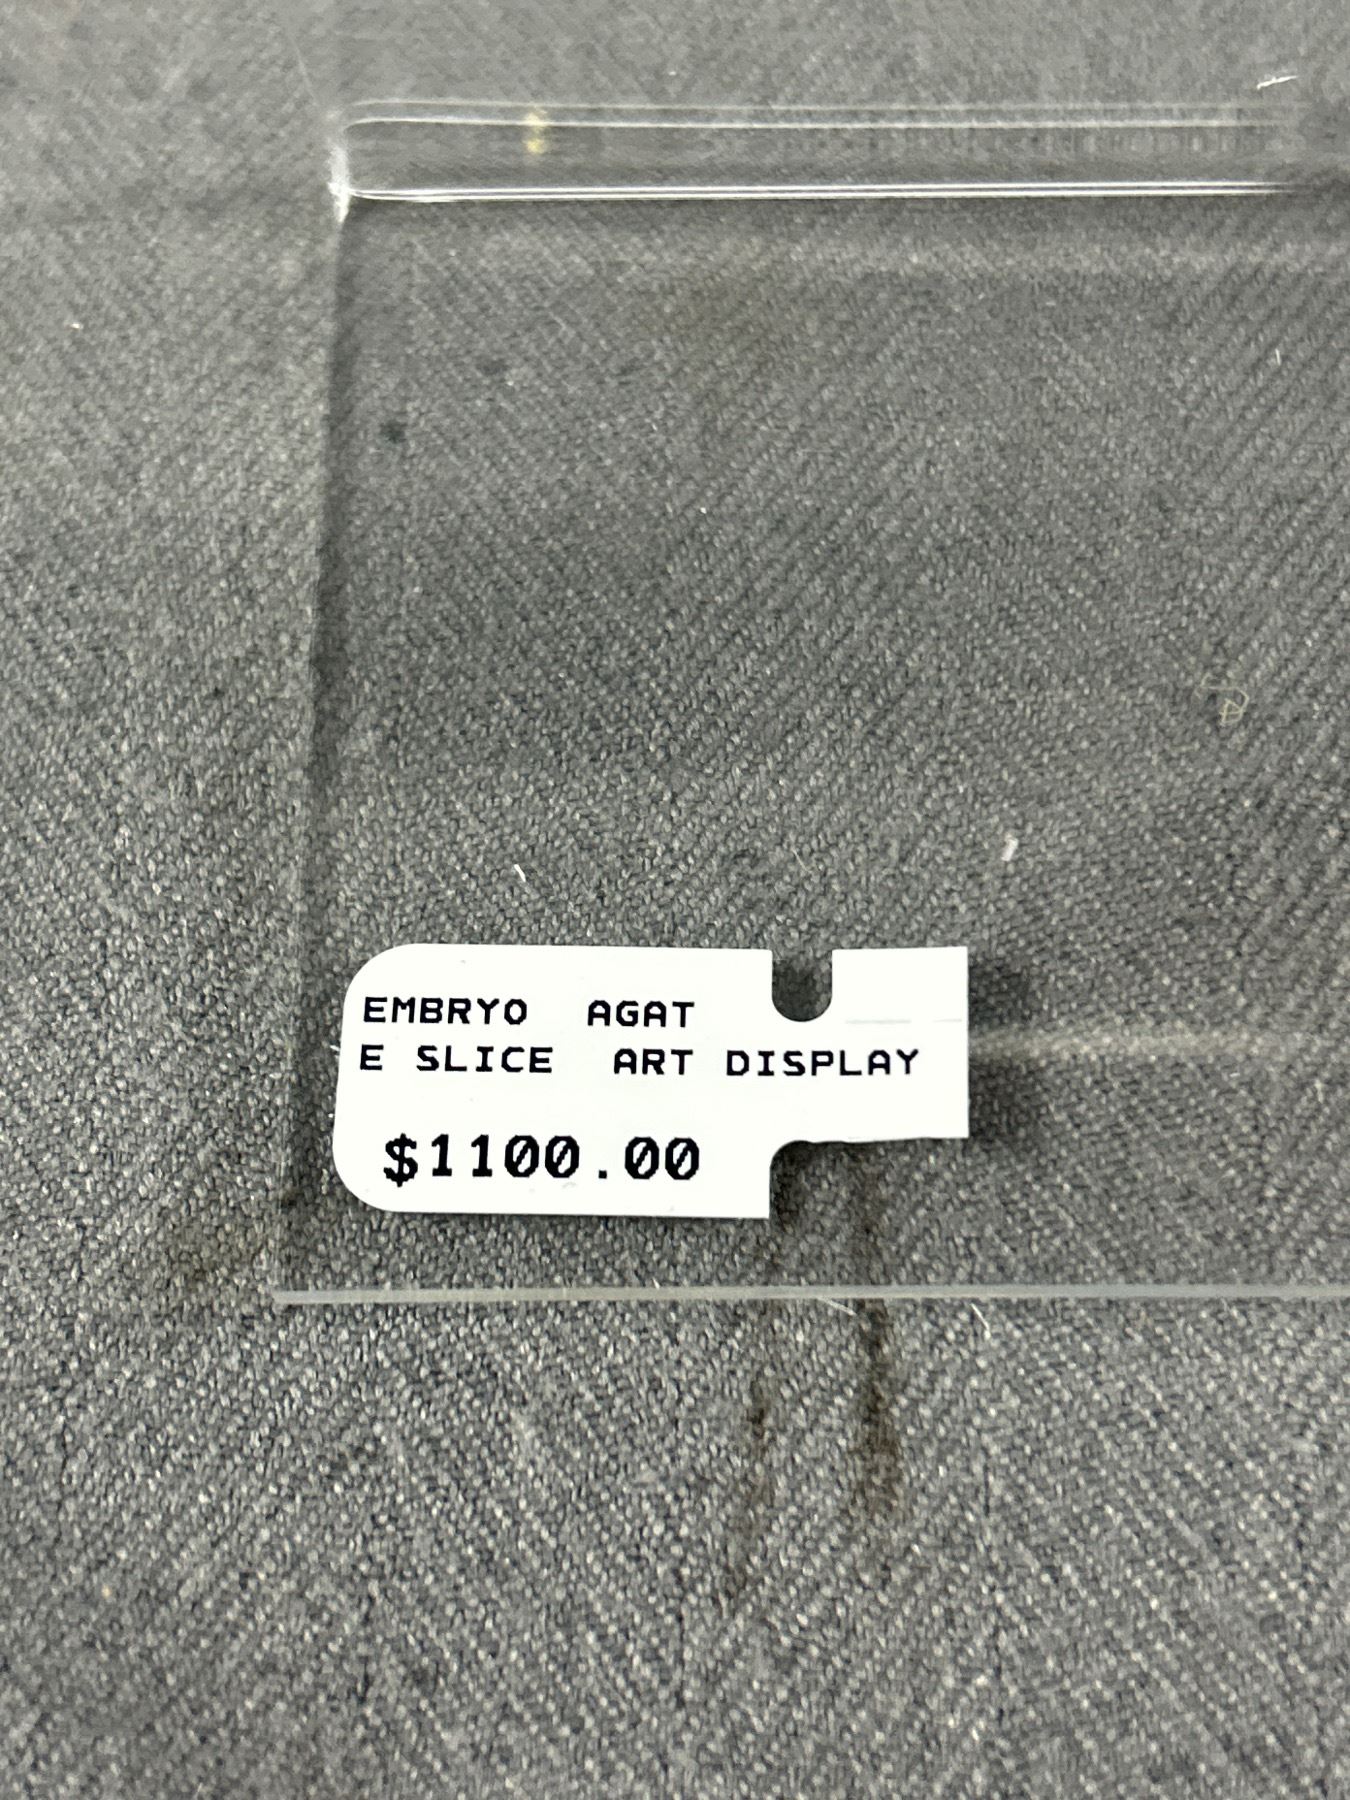 EMBRYO AGAT
E SLICE ART DISPLAY
$1100.00